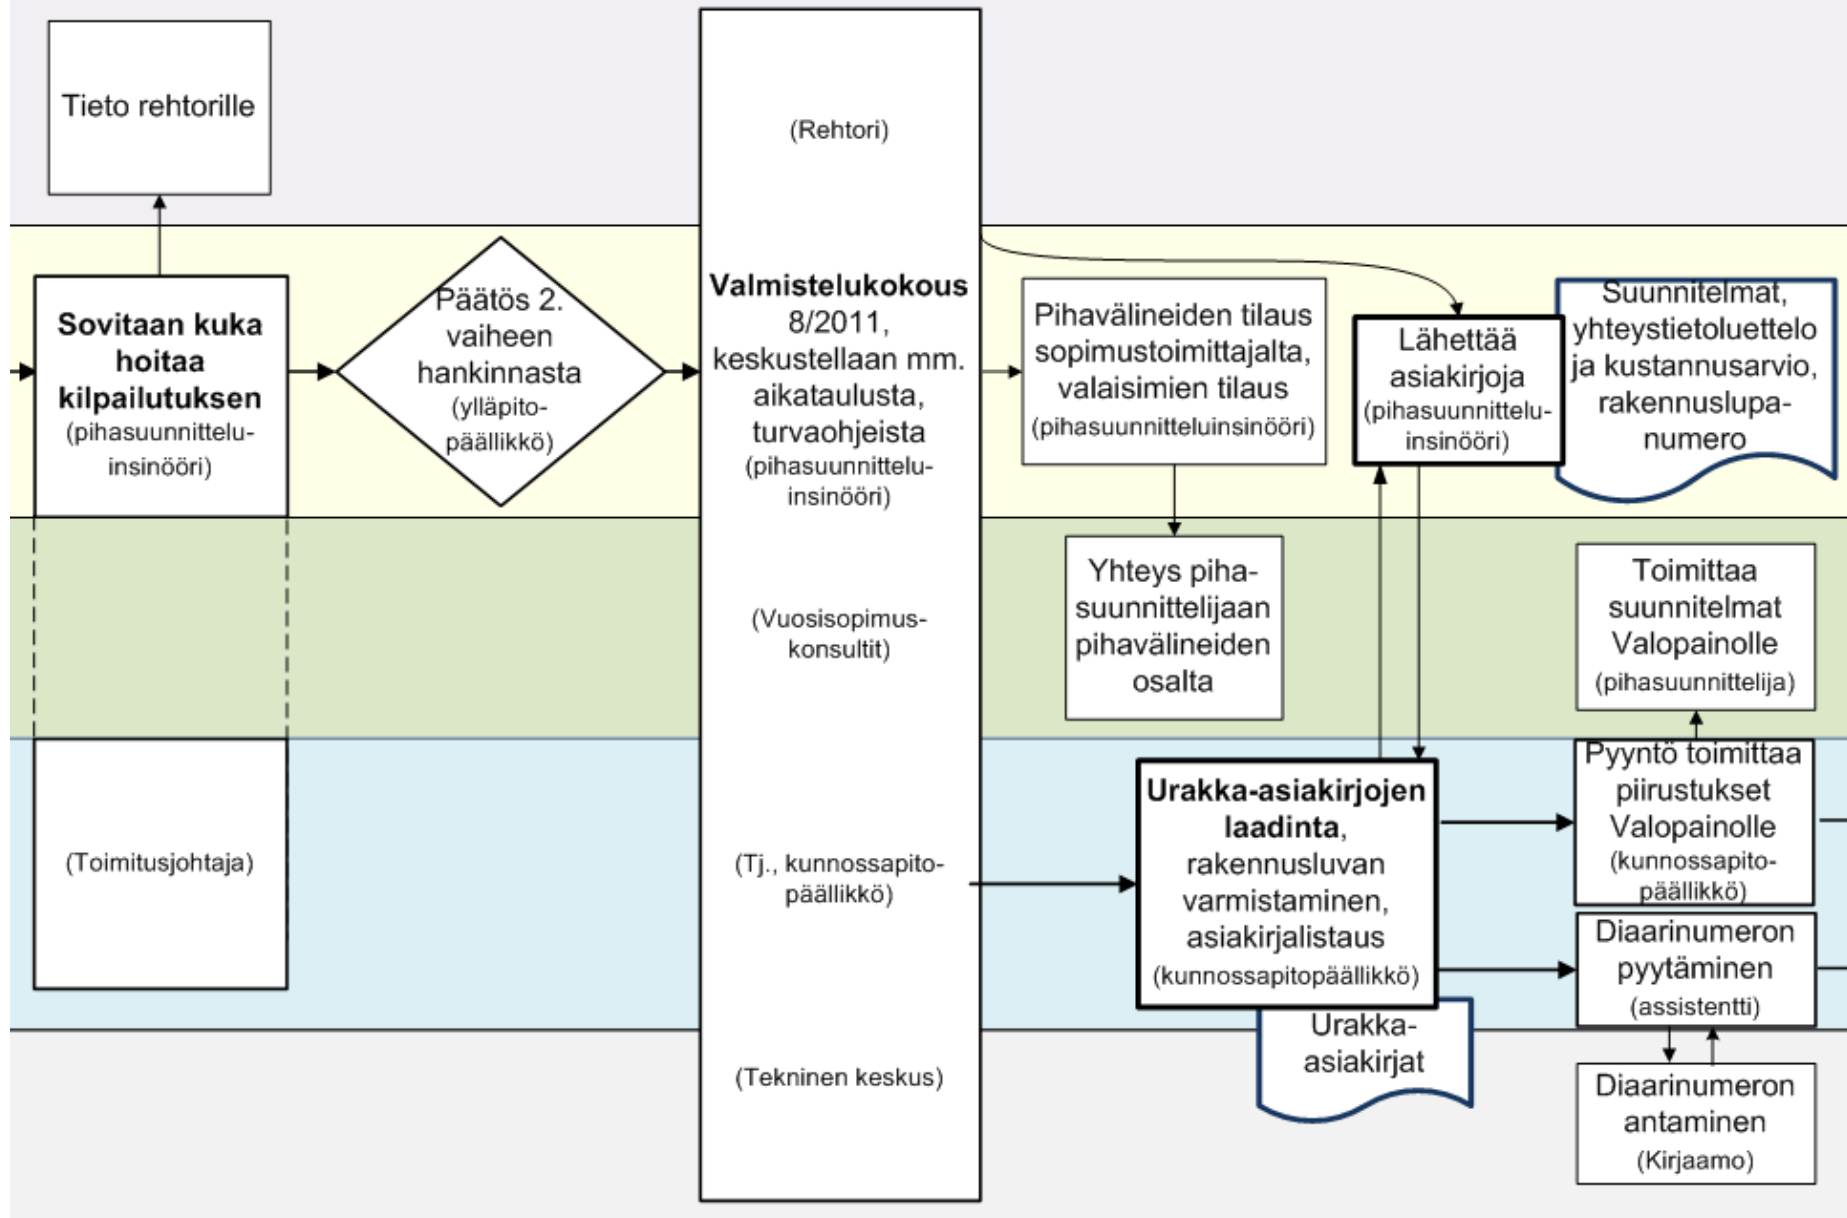 Tieto rehtorille
Sovitaan kuka
hoitaa
kilpailutuksen
(pihasuunnittelu-
insinööri)
(Toimitusjohtaja)
Päätös 2.
vaiheen
hankinnasta
(ylläpito-
päällikkö)
(Rehtori)
Valmistelukokous
8/2011,
keskustellaan mm.
aikataulusta,
turvaohjeista
(pihasuunnittelu-
insinööri)
(Vuosisopimus-
konsultit)
(Tj., kunnossapito-
päällikkö)
(Tekninen keskus)
Pihavälineiden tilaus
sopimustoimittajalta,
valaisimien tilaus
(pihasuunnitteluinsinööri)
Yhteys piha-
suunnittelijaan
pihavälineiden
osalta
Lähettää
asiakirjoja
(pihasuunnittelu-
insinööri)
Suunnitelmat,
yhteystietoluettelo
ja kustannusarvio,
rakennuslupa-
numero
Urakka-asiakirjojen
laadinta,
rakennusluvan
varmistaminen,
asiakirjalistaus
(kunnossapitopäällikkö)
Urakka-
asiakirjat
Toimittaa
suunnitelmat
Valopainolle
(pihasuunnittelija)
Pyyntö toimittaa
piirustukset
Valopainolle
(kunnossapito-
päällikkö)
Diaarinumeron
pyytäminen
(assistentti)
Diaarinumeron
antaminen
(Kirjaamo)